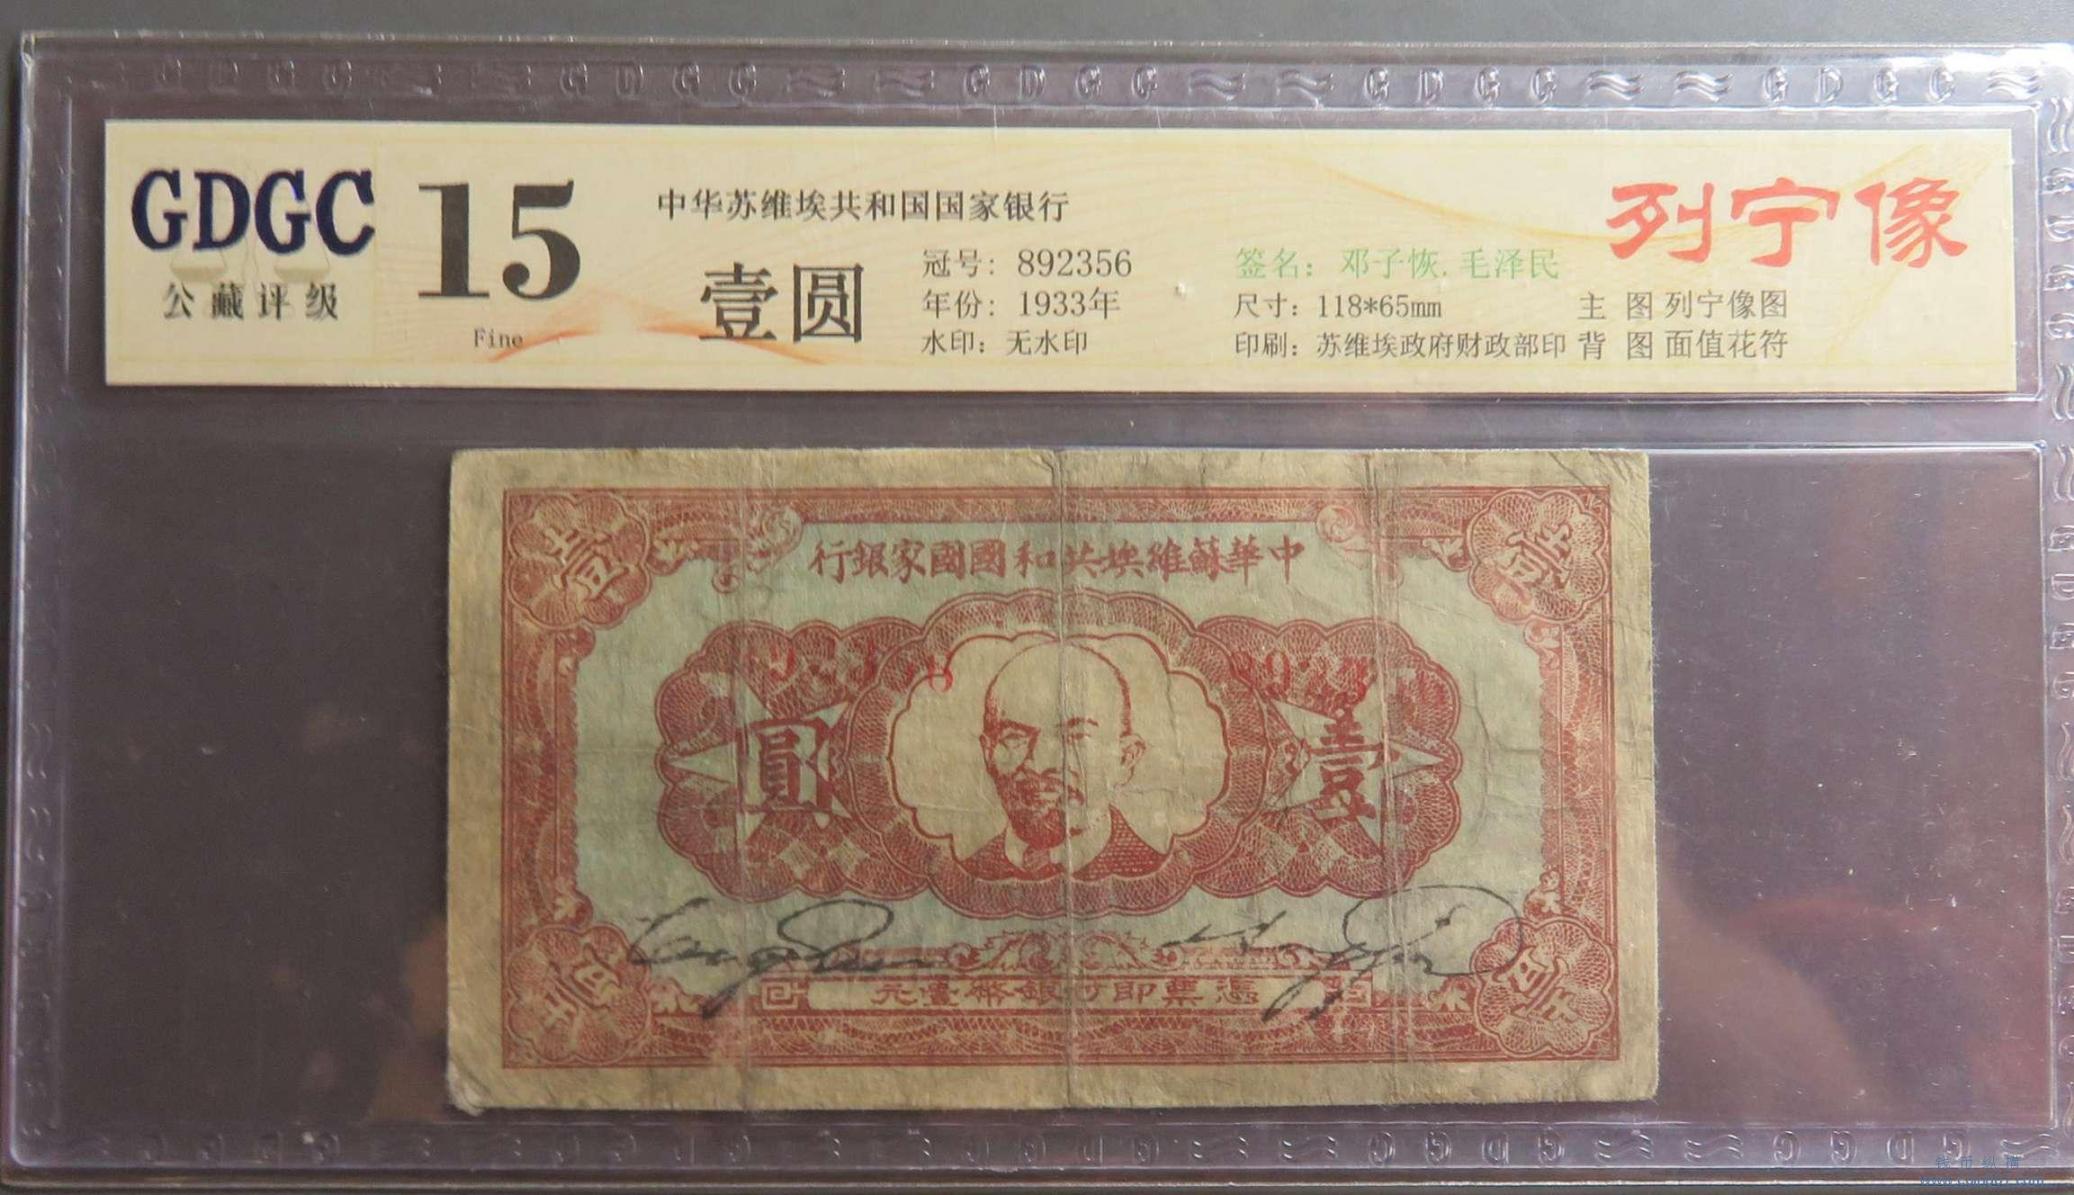 GDGC
公藏评级
15
Fine
中华苏维埃共和国国家银行
壹圆
冠号: 892356
年份: 1933年
水印: 无水印
签名: 邓子恢.毛泽民
尺寸: 118*65mm
印刷: 苏维埃政府财政部印
主 图 列宁像图
背 图 面值花符
列宁像
壹
壹
中華蘇維埃共和國國家銀行
壹圓
憑票即付銀幣壹元
壹
壹
钱币纵横